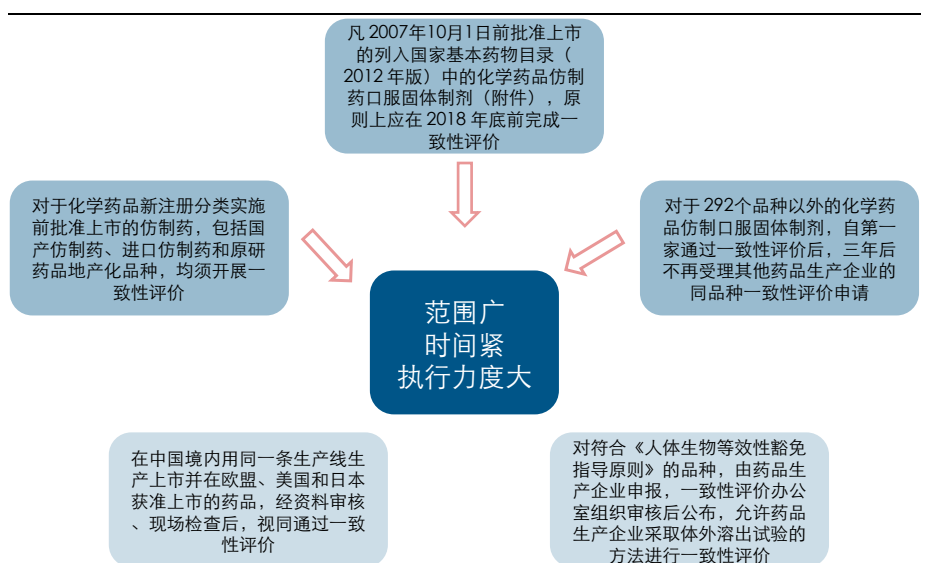 凡 2007年10月1日前批准上市
的列入国家基本药物目录（
2012 年版）中的化学药品仿制
药口服固体制剂（附件），原
则上应在 2018 年底前完成一
致性评价
对于化学药品新注册分类实施
前批准上市的仿制药，包括国
产仿制药、进口仿制药和原研
药品地产化品种，均须开展一
致性评价
对于 292个品种以外的化学药
品仿制口服固体制剂，自第一
家通过一致性评价后，三年后
不再受理其他药品生产企业的
同品种一致性评价申请
范围广
时间紧
执行力度大
在中国境内用同一条生产线生
产上市并在欧盟、美国和日本
获准上市的药品，经资料审核
、现场检查后，视同通过一致
性评价
对符合《人体生物等效性豁免
指导原则》的品种，由药品生
产企业申报，一致性评价办公
室组织审核后公布，允许药品
生产企业采取体外溶出试验的
方法进行一致性评价